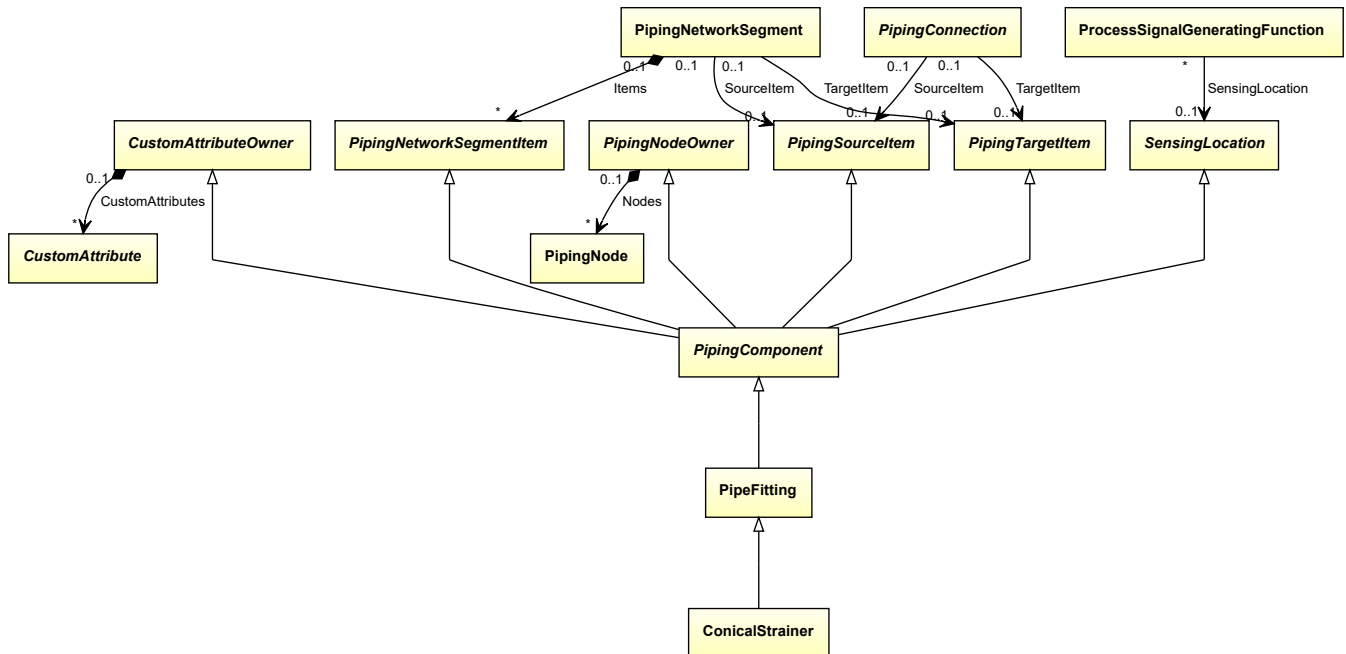 PipingNetworkSegment
PipingConnection
ProcessSignalGeneratingFunction
0..1
0..1
0..1
0..1
0..1
*
Items
SourceItem
TargetItem
SourceItem
TargetItem
SensingLocation
*
0..1
0..1
0..1
0..1
0..1
CustomAttributeOwner
PipingNetworkSegmentItem
PipingNodeOwner
PipingSourceItem
PipingTargetItem
SensingLocation
0..1
CustomAttributes
*
0..1
Nodes
*
CustomAttribute
PipingNode
PipingComponent
PipeFitting
ConicalStrainer